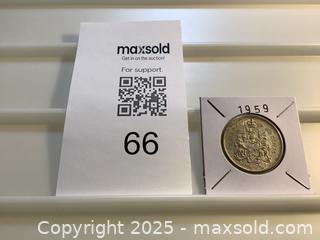 maxsold
Get in on the auction!
For support
66
1959
Copyright 2025 - maxsold.com